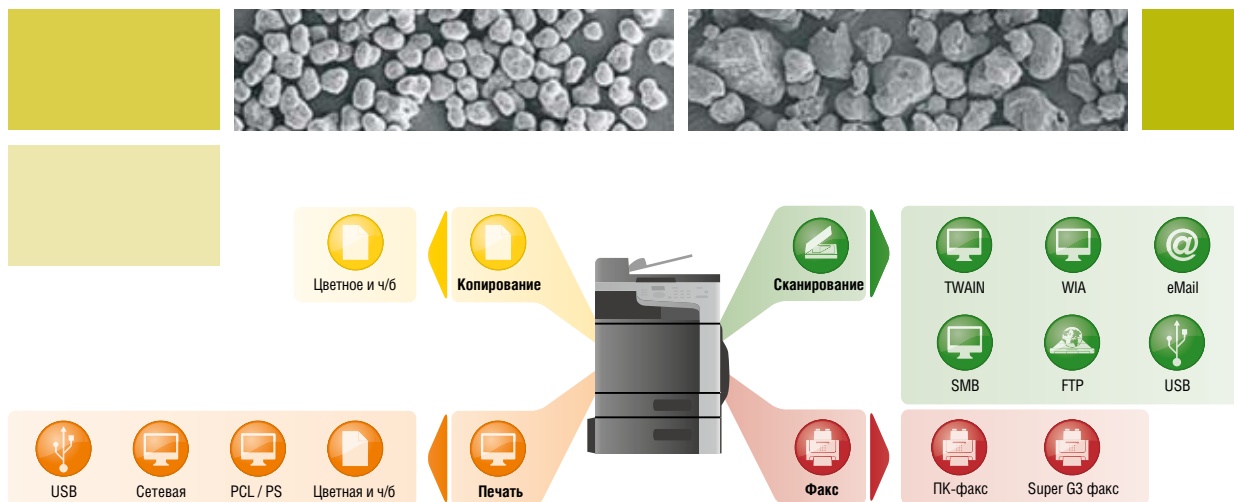 Цветное и ч/б
Копирование
Сканирование
TWAIN
WIA
eMail
SMB
FTP
USB
USB
Сетевая
PCL / PS
Цветная и ч/б
Печать
Факс
ПК-факс
Super G3 факс